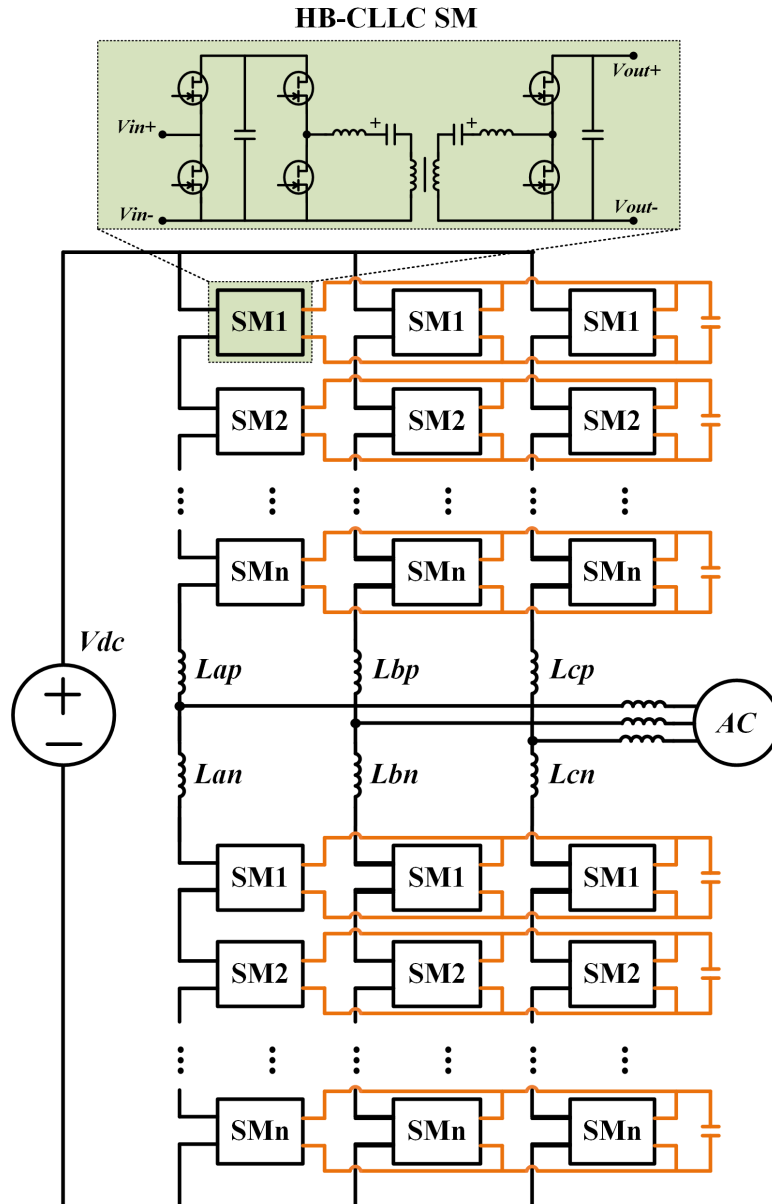 HB-CLLC SM
Vin+
Vin-
+
+
Vout+
Vout-
SM1 SM1 SM1
SM2 SM2 SM2
SMn SMn SMn
Vdc
Lap Lbp Lcp
AC
Lan Lbn Lcn
SM1 SM1 SM1
SM2 SM2 SM2
SMn SMn SMn